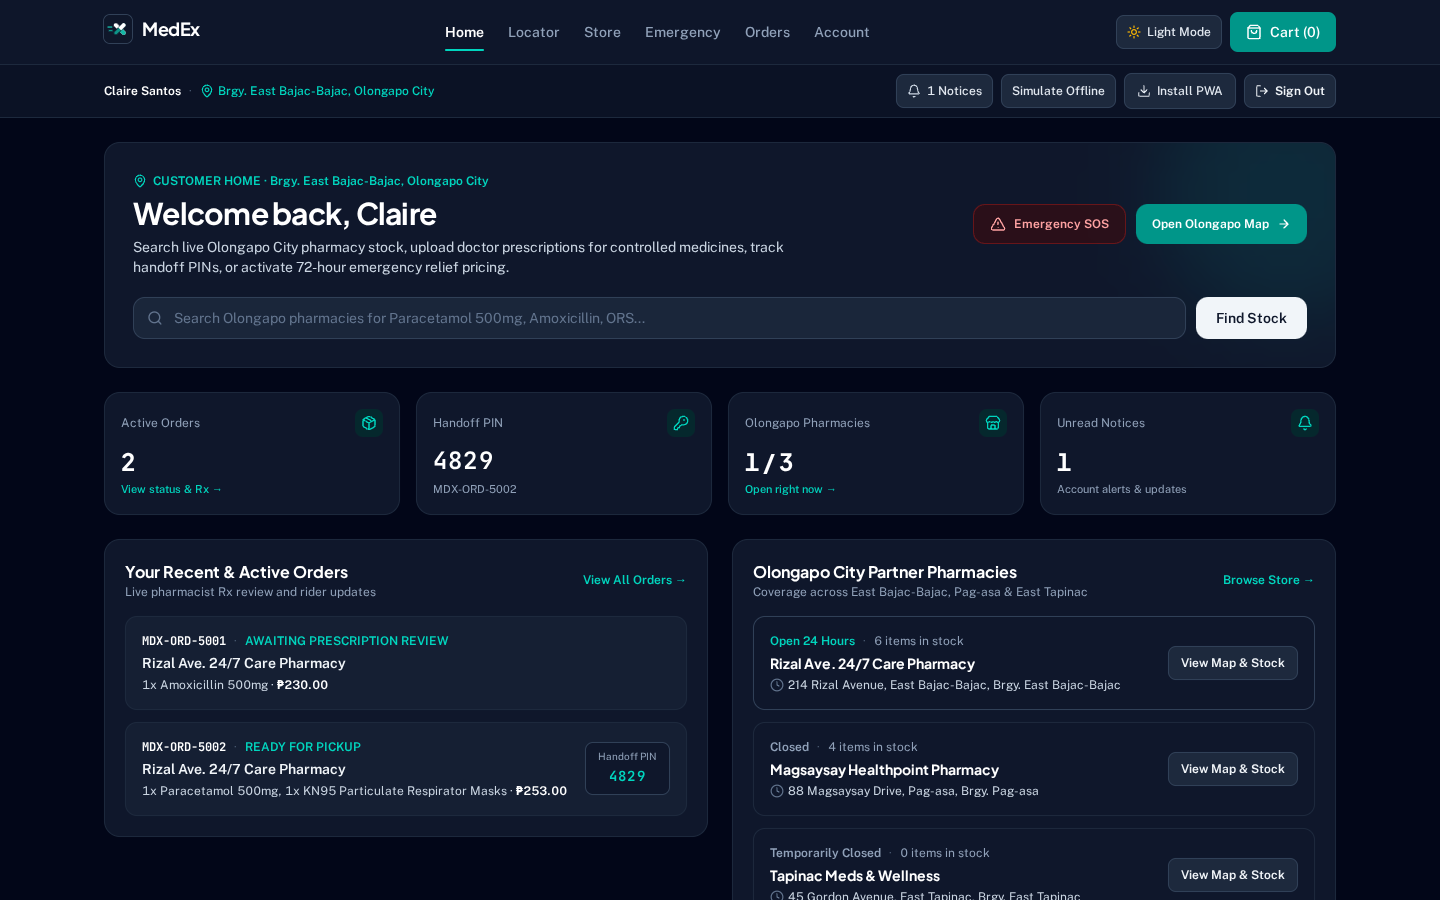 MedEx
Home
Locator
Store
Emergency
Orders
Account
Light Mode
Cart (0)
Claire Santos · Brgy. East Bajac-Bajac, Olongapo City
1 Notices
Simulate Offline
Install PWA
Sign Out
CUSTOMER HOME · Brgy. East Bajac-Bajac, Olongapo City
Welcome back, Claire
Search live Olongapo City pharmacy stock, upload doctor prescriptions for controlled medicines, track
handoff PINs, or activate 72-hour emergency relief pricing.
Emergency SOS
Open Olongapo Map →
Search Olongapo pharmacies for Paracetamol 500mg, Amoxicillin, ORS...
Find Stock
Active Orders
2
View status & Rx →
Handoff PIN
4829
MDX-ORD-5002
Olongapo Pharmacies
1/3
Open right now →
Unread Notices
1
Account alerts & updates
Your Recent & Active Orders
Live pharmacist Rx review and rider updates
View All Orders →
MDX-ORD-5001 · AWAITING PRESCRIPTION REVIEW
Rizal Ave. 24/7 Care Pharmacy
1x Amoxicillin 500mg · ₱230.00
MDX-ORD-5002 · READY FOR PICKUP
Rizal Ave. 24/7 Care Pharmacy
1x Paracetamol 500mg, 1x KN95 Particulate Respirator Masks · ₱253.00
Handoff PIN
4829
Olongapo City Partner Pharmacies
Coverage across East Bajac-Bajac, Pag-asa & East Tapinac
Browse Store →
Open 24 Hours · 6 items in stock
Rizal Ave. 24/7 Care Pharmacy
214 Rizal Avenue, East Bajac-Bajac, Brgy. East Bajac-Bajac
View Map & Stock
Closed · 4 items in stock
Magsaysay Healthpoint Pharmacy
88 Magsaysay Drive, Pag-asa, Brgy. Pag-asa
View Map & Stock
Temporarily Closed · 0 items in stock
Tapinac Meds & Wellness
45 Gordon Avenue, East Tapinac, Brgy. East Tapinac
View Map & Stock